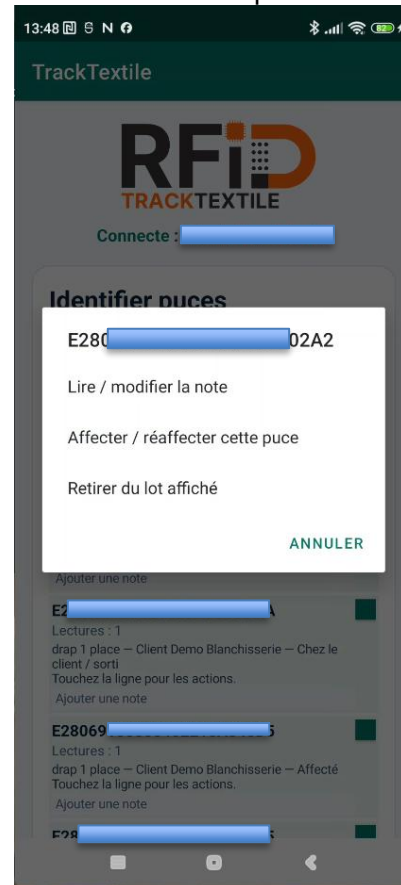 13:48
82
TrackTextile
RFiD
TRACKTEXTILE
Connecte :
Identifier puces
E280 02A2
Lire / modifier la note
Affecter / réaffecter cette puce
Retirer du lot affiché
ANNULER
Ajouter une note
Lectures : 1
drap 1 place — Client Demo Blanchisserie — Chez le
client / sorti
Touchez la ligne pour les actions.
Ajouter une note
E28069
Lectures : 1
drap 1 place — Client Demo Blanchisserie — Affecté
Touchez la ligne pour les actions.
Ajouter une note